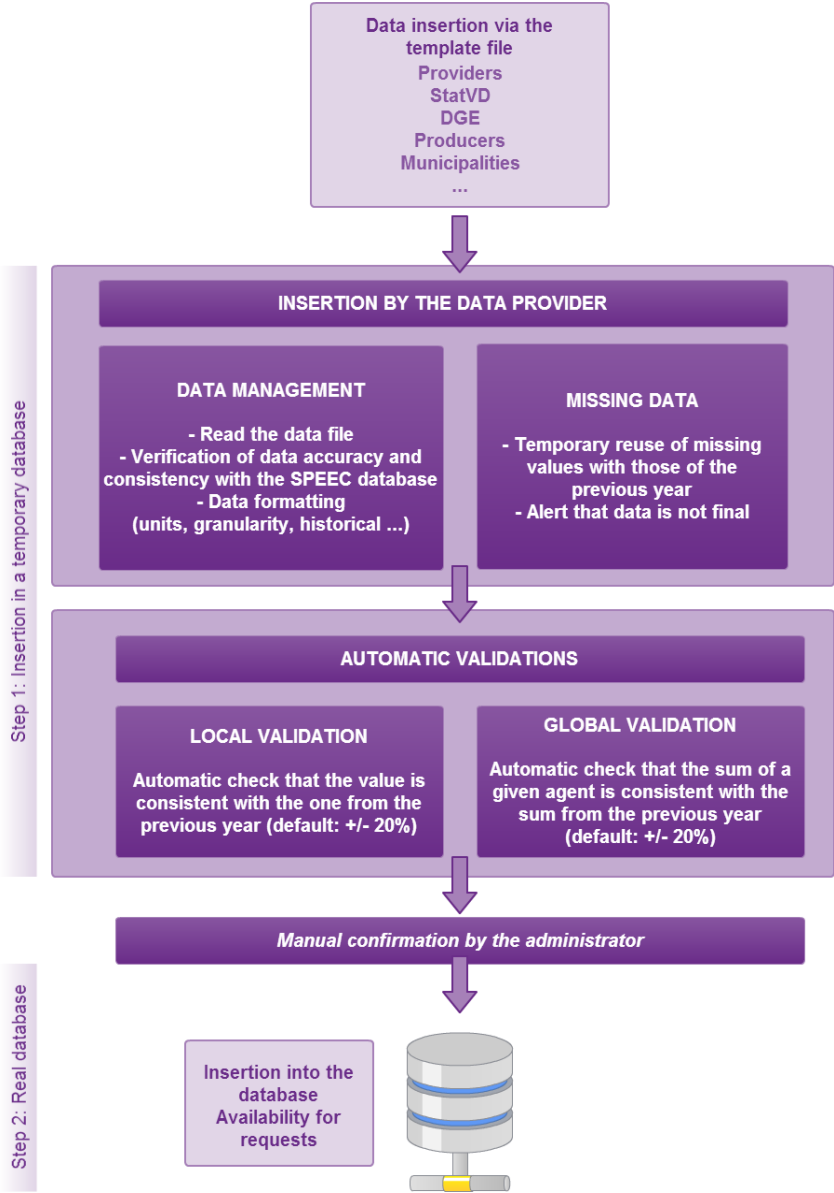 Data insertion via the
template file
Providers
StatVD
DGE
Producers
Municipalities
...
Step 1: Insertion in a temporary database
INSERTION BY THE DATA PROVIDER
DATA MANAGEMENT
- Read the data file
- Verification of data accuracy and
consistency with the SPEEC database
- Data formatting
(units, granularity, historical ...)
MISSING DATA
- Temporary reuse of missing
values with those of the
previous year
- Alert that data is not final
AUTOMATIC VALIDATIONS
LOCAL VALIDATION
Automatic check that the value is
consistent with the one from the
previous year (default: +/- 20%)
GLOBAL VALIDATION
Automatic check that the sum of a
given agent is consistent with the
sum from the previous year
(default: +/- 20%)
Manual confirmation by the administrator
Step 2: Real database
Insertion into the
database
Availability for
requests